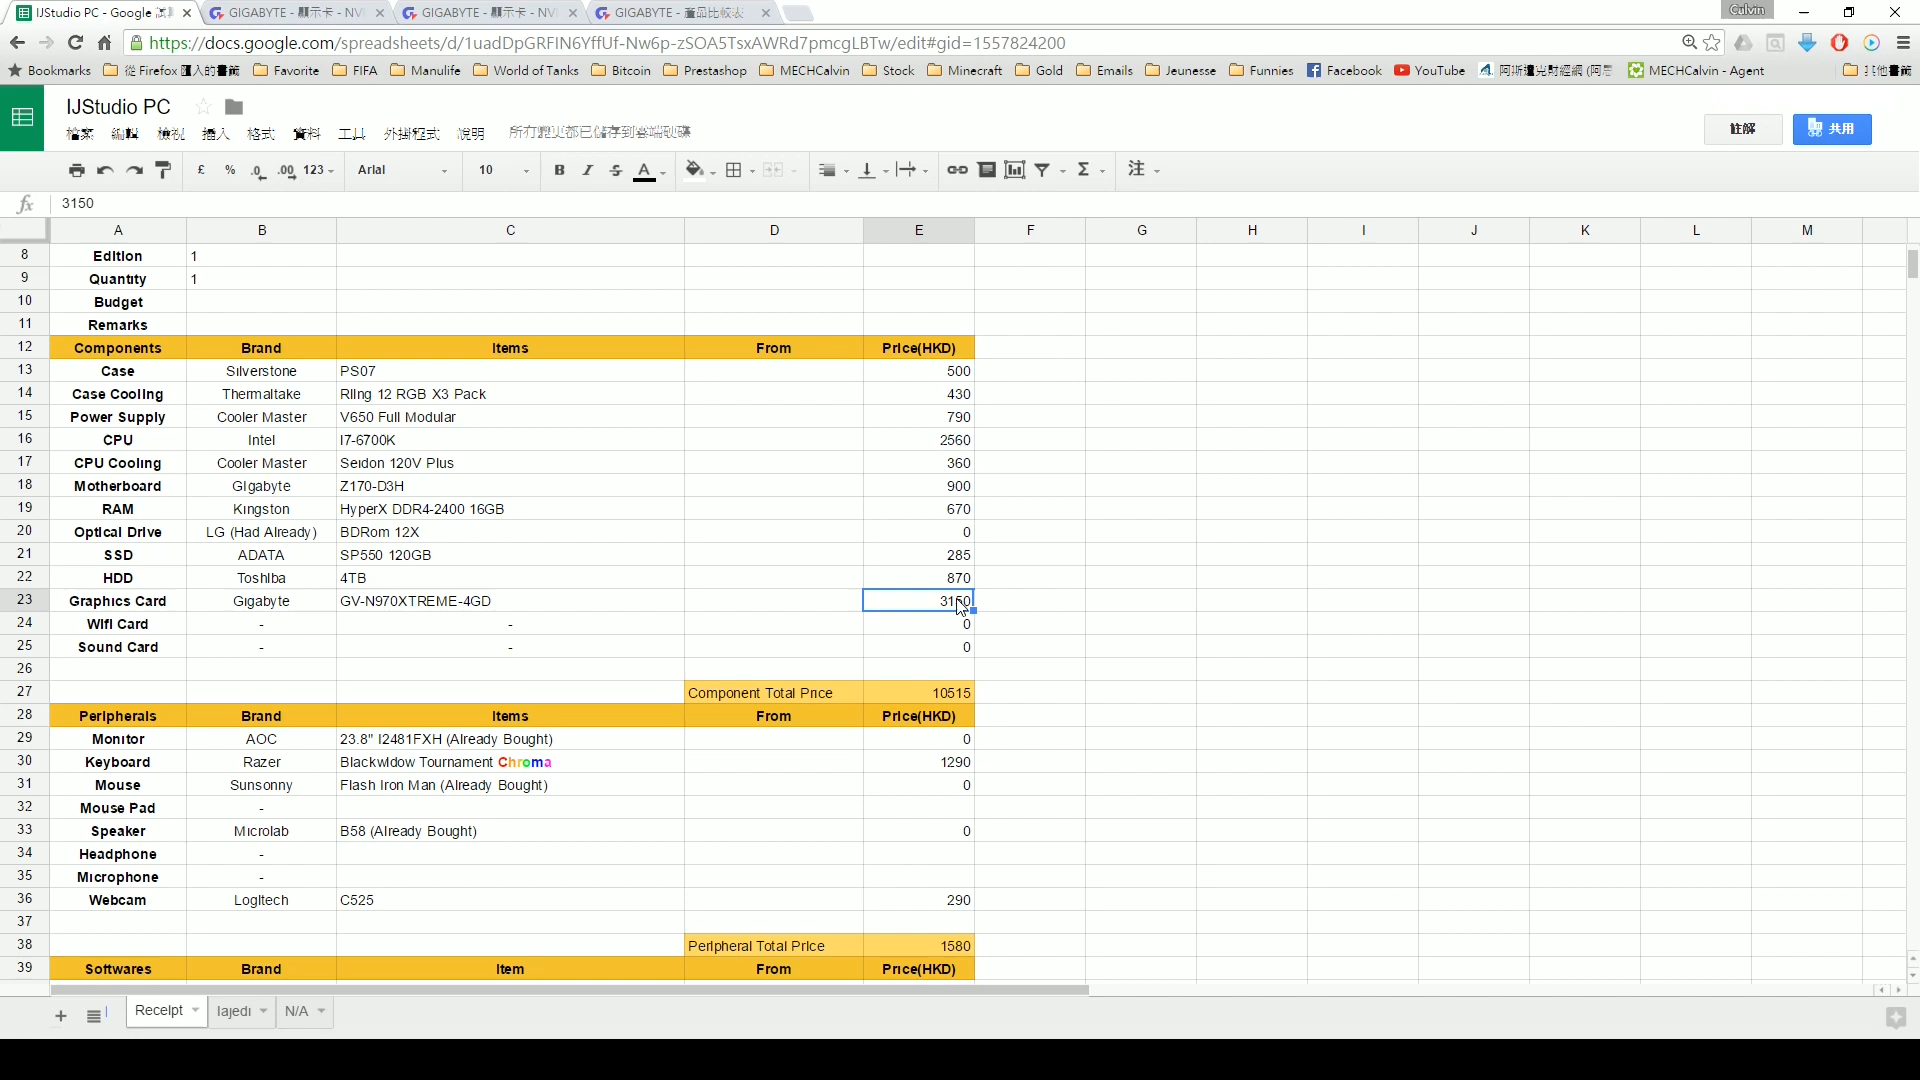 IJStudio PC - Google 試
GIGABYTE - 顯示卡 - NVI
GIGABYTE - 顯示卡 - NVI
GIGABYTE - 產品比較表
Calvin
https://docs.google.com/spreadsheets/d/1uadDpGRFIN6YffUf-Nw6p-zSOA5TsxAWRd7pmcgLBTw/edit#gid=1557824200
Bookmarks 從 Firefox 匯入的書籤 Favorite FIFA Manulife World of Tanks Bitcoin Prestashop MECHCalvin Stock Minecraft Gold Emails Jeunesse Funnies Facebook YouTube MECHCalvin - Agent 其他書籤
IJStudio PC
檔案 編輯 檢視 插入 格式 資料 工具 外掛程式 說明 所有變更都已儲存到雲端硬碟
註解 共用
£ % .0 .00 123 Arial 10 B I S A Σ 注
fx 3150
A B C D E F G H I J K L M
8 Edition 1
9 Quantity 1
10 Budget
11 Remarks
12 Components Brand Items From Price(HKD)
13 Case Silverstone PS07 500
14 Case Cooling Thermaltake Riing 12 RGB X3 Pack 430
15 Power Supply Cooler Master V650 Full Modular 790
16 CPU Intel I7-6700K 2560
17 CPU Cooling Cooler Master Seidon 120V Plus 360
18 Motherboard Gigabyte Z170-D3H 900
19 RAM Kingston HyperX DDR4-2400 16GB 670
20 Optical Drive LG (Had Already) BDRom 12X 0
21 SSD ADATA SP550 120GB 285
22 HDD Toshiba 4TB 870
23 Graphics Card Gigabyte GV-N970XTREME-4GD 3150
24 Wifi Card - - 0
25 Sound Card - - 0
26
27 Component Total Price 10515
28 Peripherals Brand Items From Price(HKD)
29 Monitor AOC 23.8" I2481FXH (Already Bought) 0
30 Keyboard Razer Blackwidow Tournament Chroma 1290
31 Mouse Sunsonny Flash Iron Man (Already Bought) 0
32 Mouse Pad -
33 Speaker Microlab B58 (Already Bought) 0
34 Headphone -
35 Microphone -
36 Webcam Logitech C525 290
37
38 Peripheral Total Price 1580
39 Softwares Brand Item From Price(HKD)
Receipt Iajedi N/A